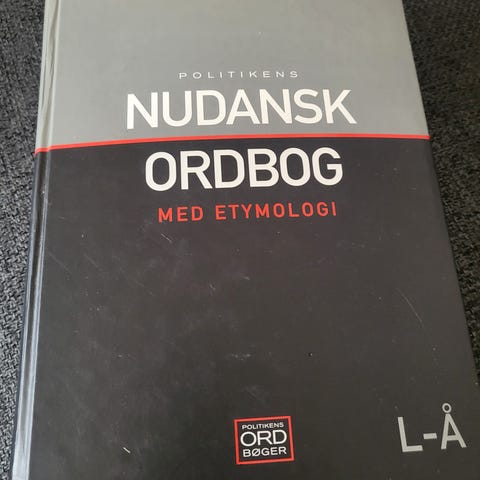 POLITIKENS
NUDANSK
ORDBOG
MED ETYMOLOGI
POLITIKENS
ORD
BØGER
L-Å